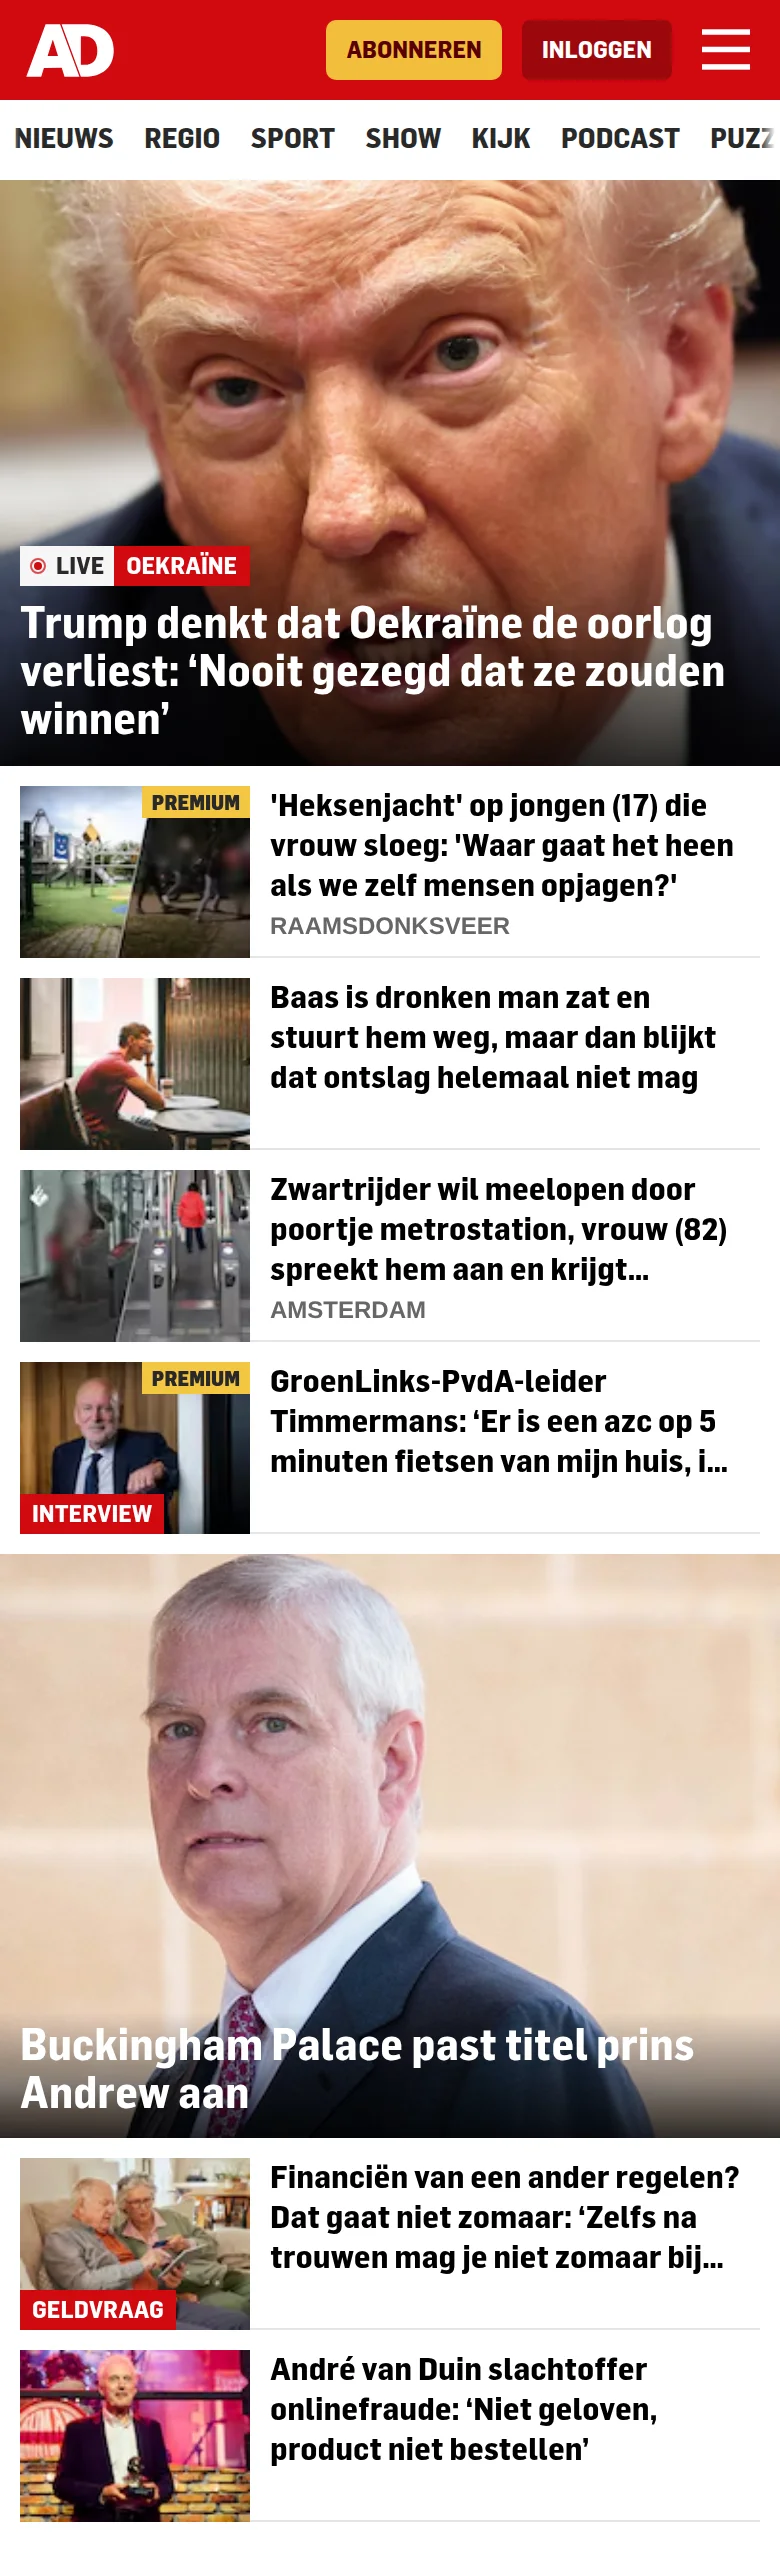 AD
ABONNEREN
INLOGGEN
NIEUWS REGIO SPORT SHOW KIJK PODCAST PUZZ
LIVE OEKRAÏNE
Trump denkt dat Oekraïne de oorlog
verliest: ‘Nooit gezegd dat ze zouden
winnen’
PREMIUM
'Heksenjacht' op jongen (17) die
vrouw sloeg: 'Waar gaat het heen
als we zelf mensen opjagen?'
RAAMSDONKSVEER
Baas is dronken man zat en
stuurt hem weg, maar dan blijkt
dat ontslag helemaal niet mag
Zwartrijder wil meelopen door
poortje metrostation, vrouw (82)
spreekt hem aan en krijgt...
AMSTERDAM
PREMIUM
INTERVIEW
GroenLinks-PvdA-leider
Timmermans: ‘Er is een azc op 5
minuten fietsen van mijn huis, i...
Buckingham Palace past titel prins
Andrew aan
GELDVRAAG
Financiën van een ander regelen?
Dat gaat niet zomaar: ‘Zelfs na
trouwen mag je niet zomaar bij...
André van Duin slachtoffer
onlinefraude: ‘Niet geloven,
product niet bestellen’